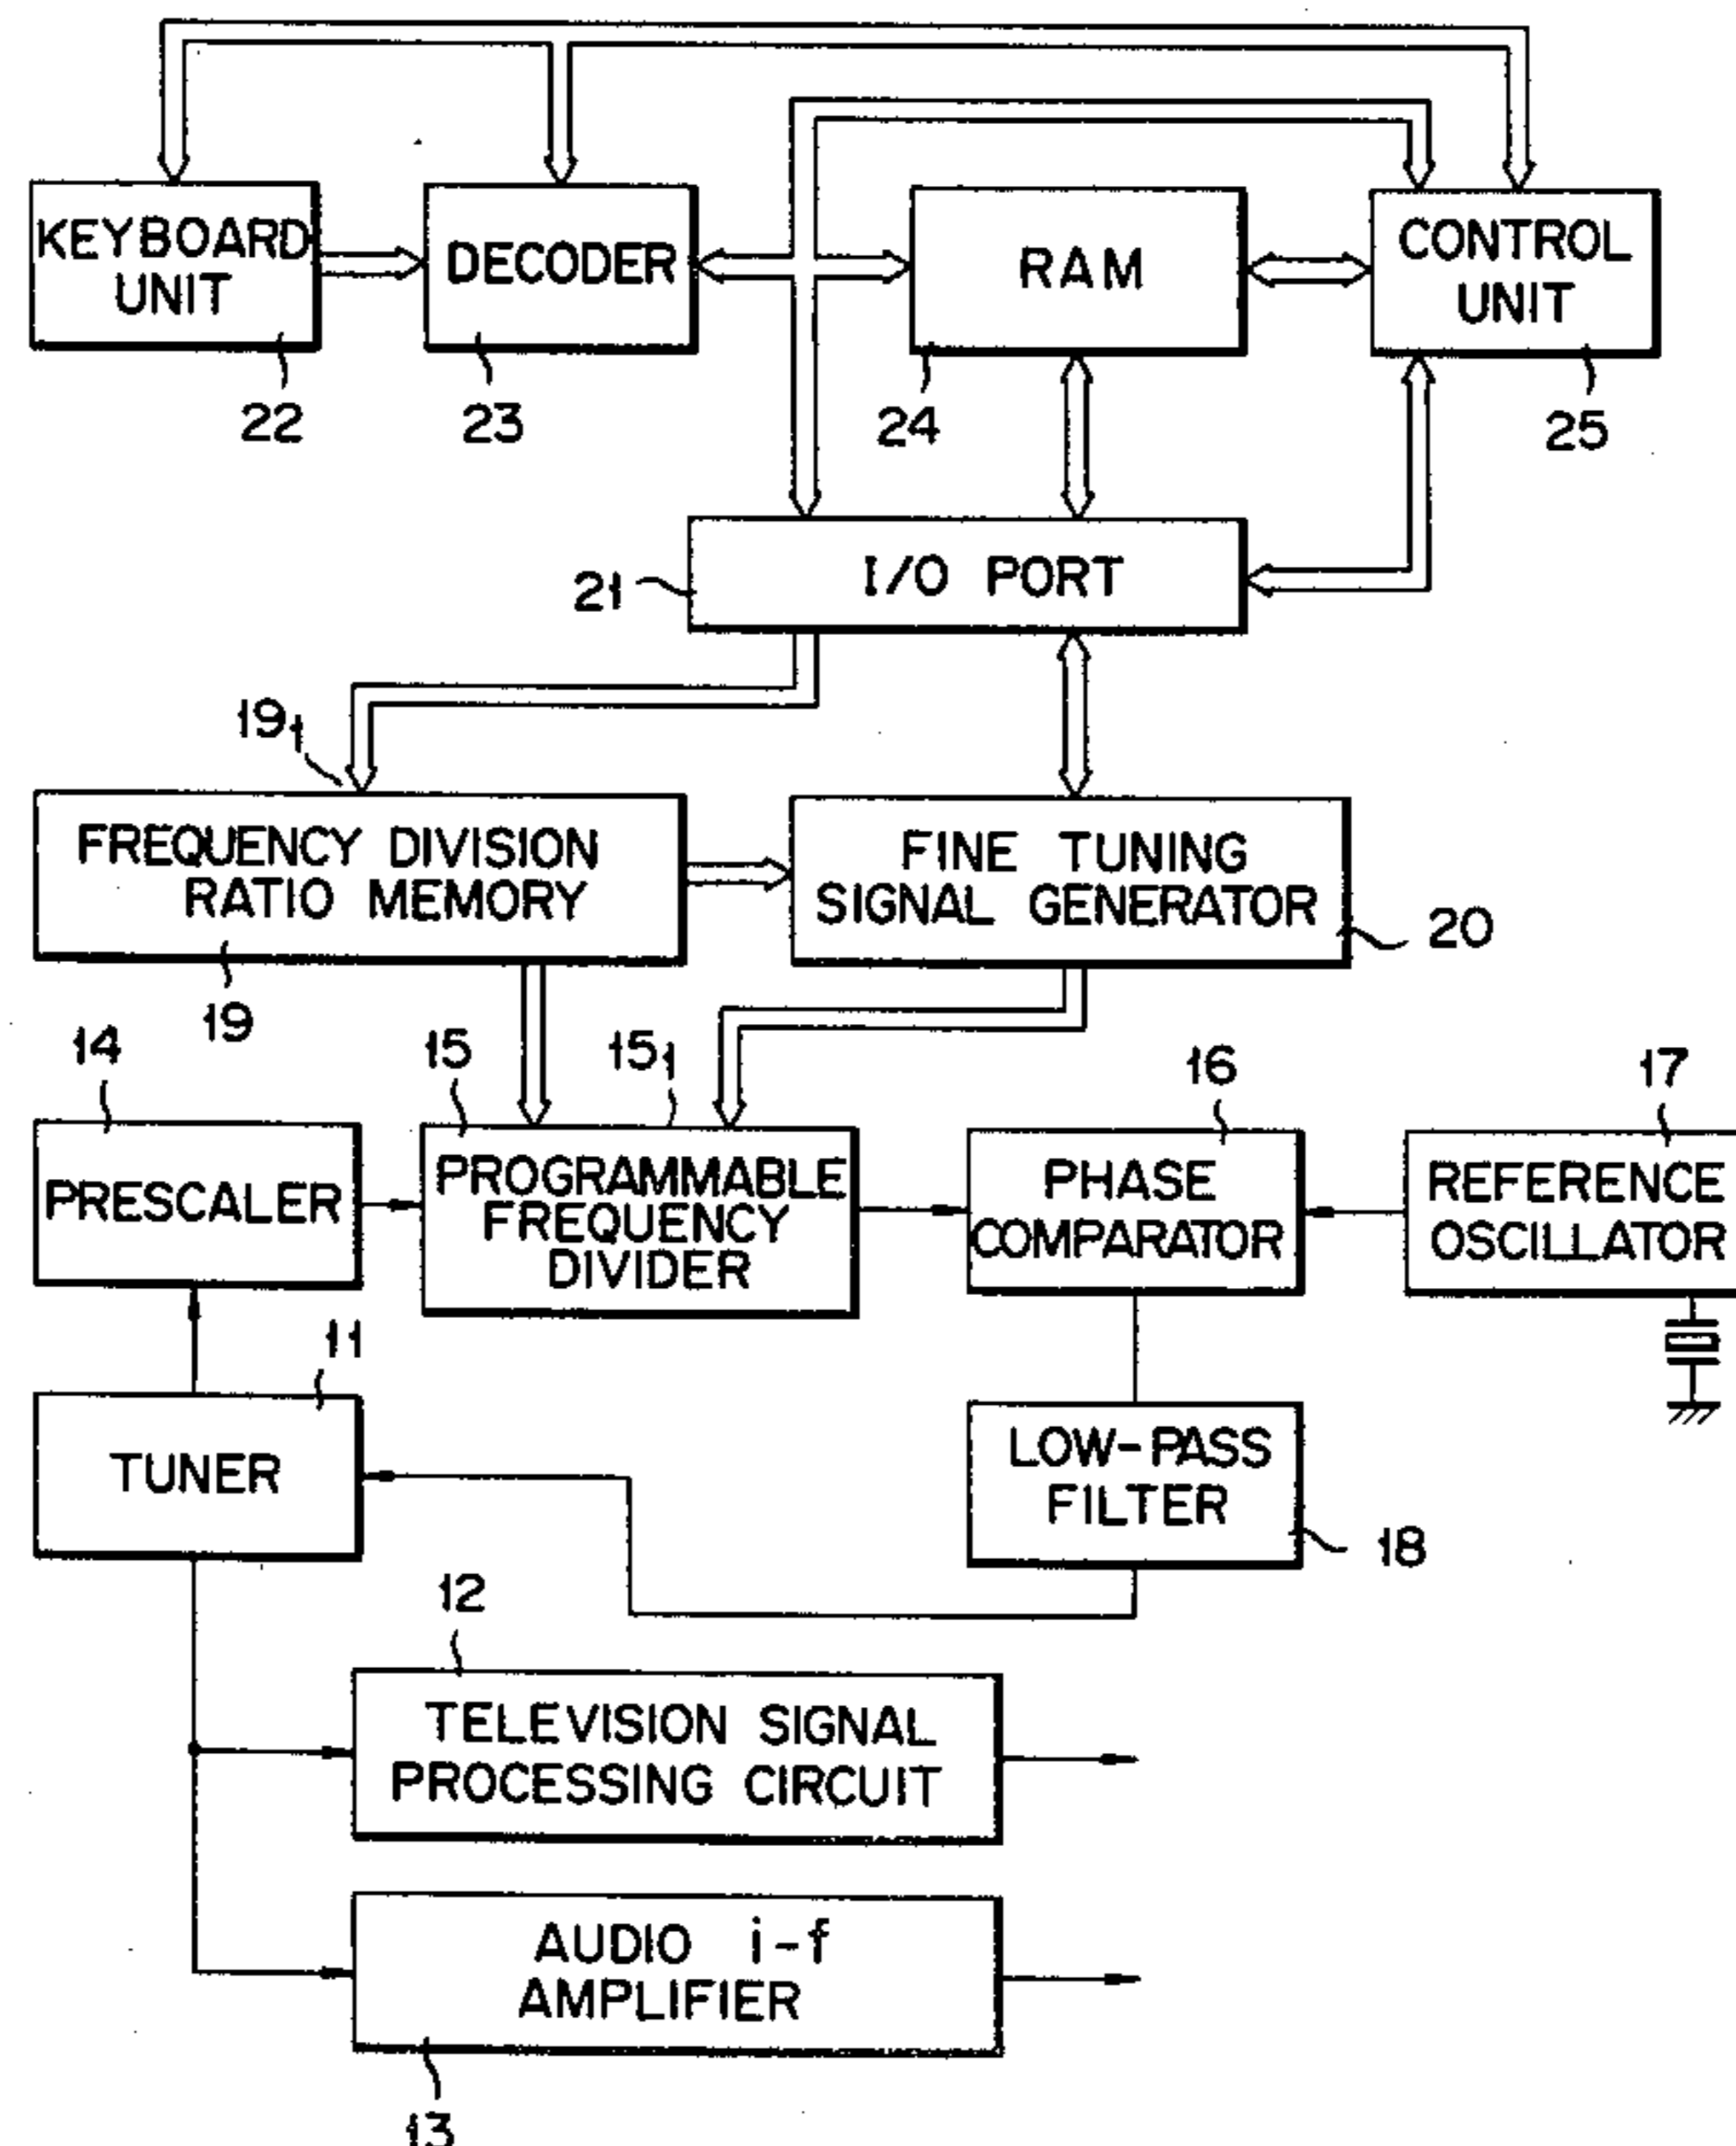 KEYBOARD
UNIT
DECODER
RAM
CONTROL
UNIT
22
23
24
25
I/O PORT
21
19₁
FREQUENCY DIVISION
RATIO MEMORY
FINE TUNING
SIGNAL GENERATOR
20
19
14
15
15₁
16
17
PRESCALER
PROGRAMMABLE
FREQUENCY
DIVIDER
PHASE
COMPARATOR
REFERENCE
OSCILLATOR
11
TUNER
LOW-PASS
FILTER
18
12
TELEVISION SIGNAL
PROCESSING CIRCUIT
AUDIO i-f
AMPLIFIER
13